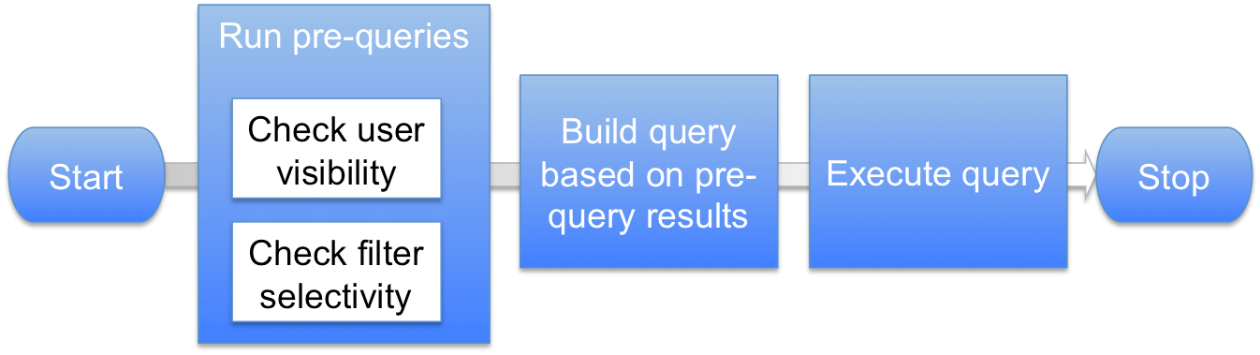 Start
Run pre-queries
Check user
visibility
Check filter
selectivity
Build query
based on pre-
query results
Execute query
Stop